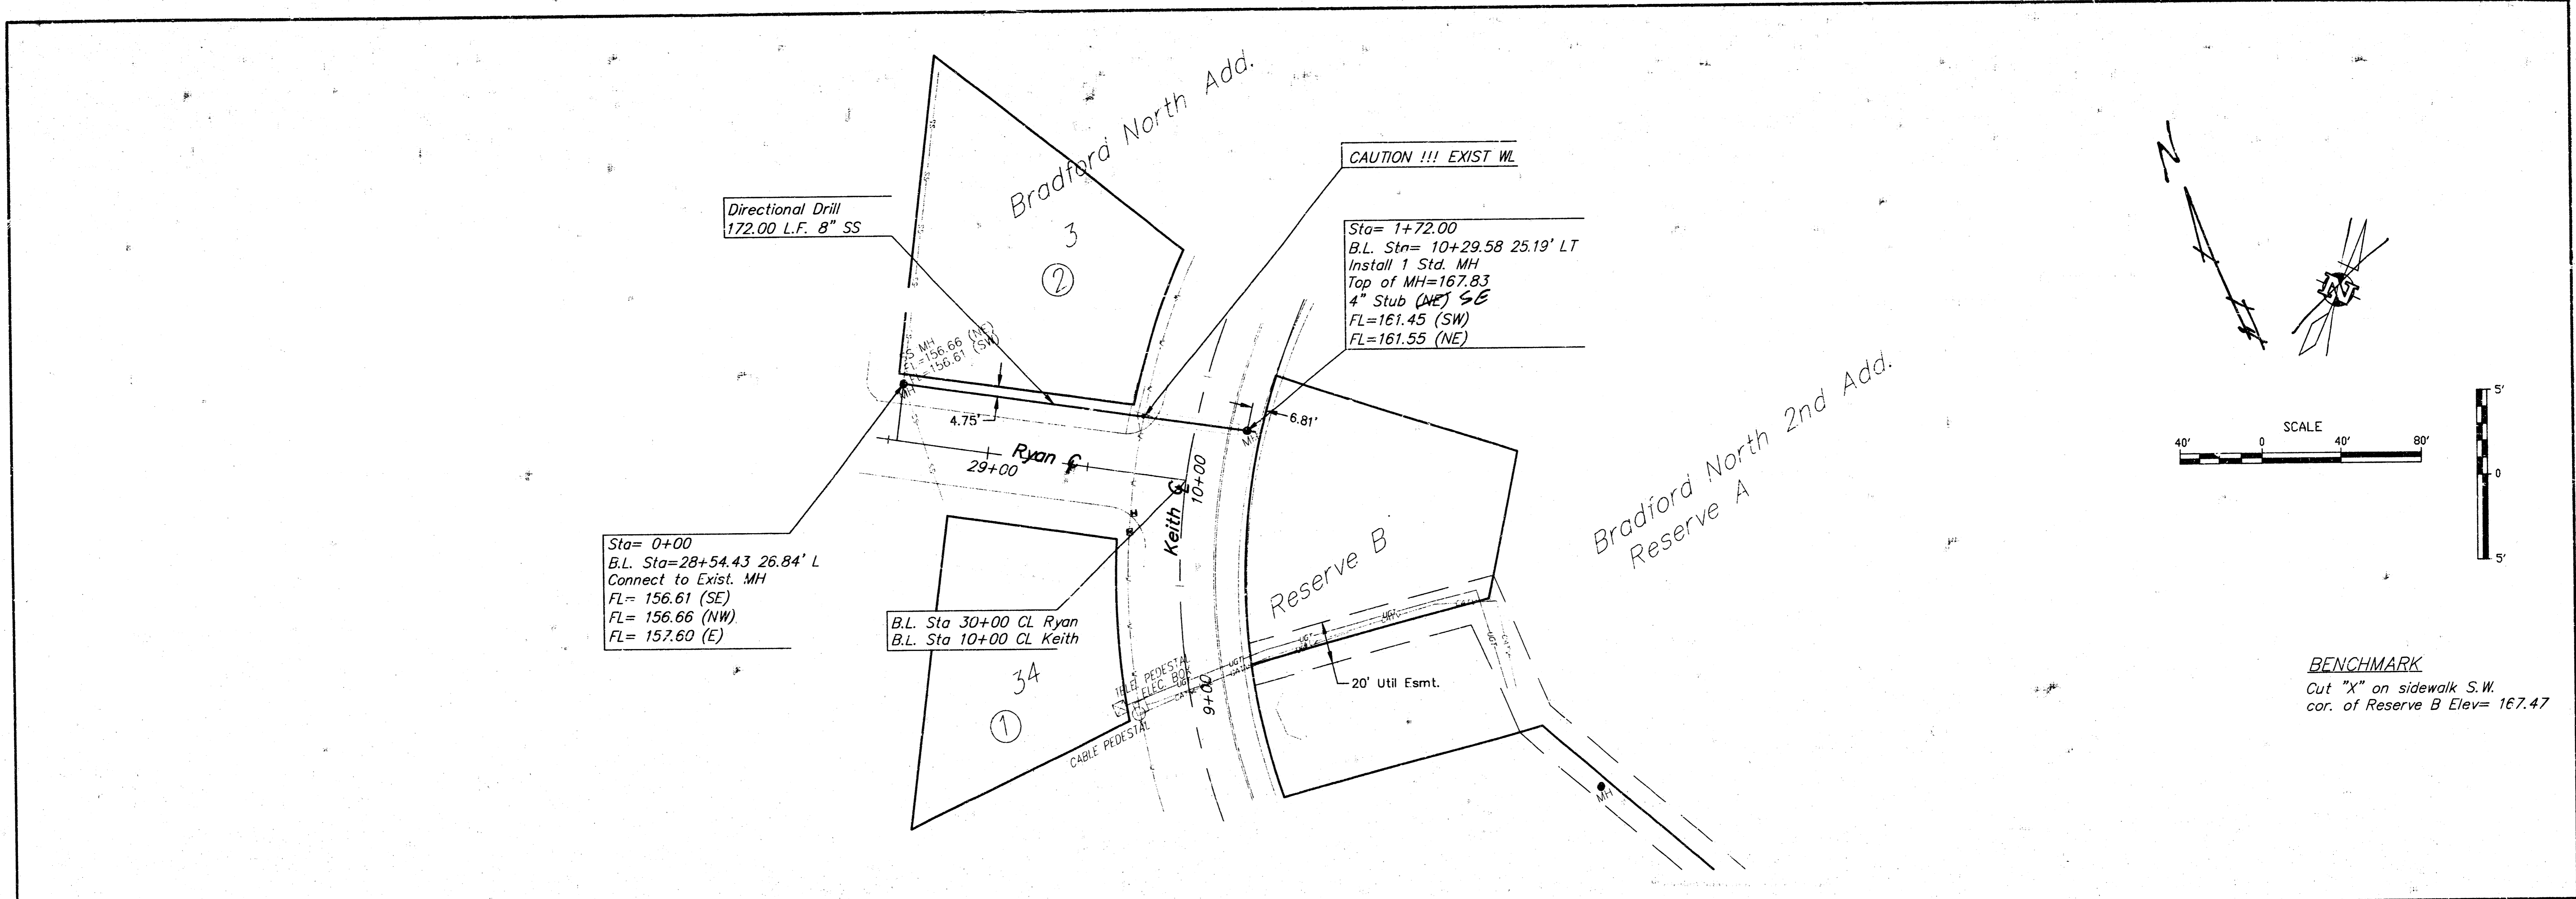 Bradford North Add.
CAUTION !!! EXIST WL
Directional Drill
172.00 L.F. 8" SS
3
2
Sta= 1+72.00
B.L. Sta= 10+29.58 25.19' LT
Install 1 Std. MH
Top of MH=167.83
4" Stub (NE) SE
FL=161.45 (SW)
FL=161.55 (NE)
N
N
SS MH
FL=156.66 (NE)
FL=156.61 (SW)
MH
4.75'
6.81'
MH
Ryan ℄
29+00
10+00
Keith ℄
Bradford North 2nd Add.
Reserve A
SCALE
40' 0 40' 80'
5'
0
5'
Sta= 0+00
B.L. Sta=28+54.43 26.84' L
Connect to Exist. MH
FL= 156.61 (SE)
FL= 156.66 (NW)
FL= 157.60 (E)
B.L. Sta 30+00 CL Ryan
B.L. Sta 10+00 CL Keith
Reserve B
UGT
CATV
UGT
CATV
20' Util Esmt.
34
1
TELE. PEDESTAL
ELEC. BOX
CABLE PEDESTAL
9+00
MH
BENCHMARK
Cut "X" on sidewalk S.W.
cor. of Reserve B Elev= 167.47